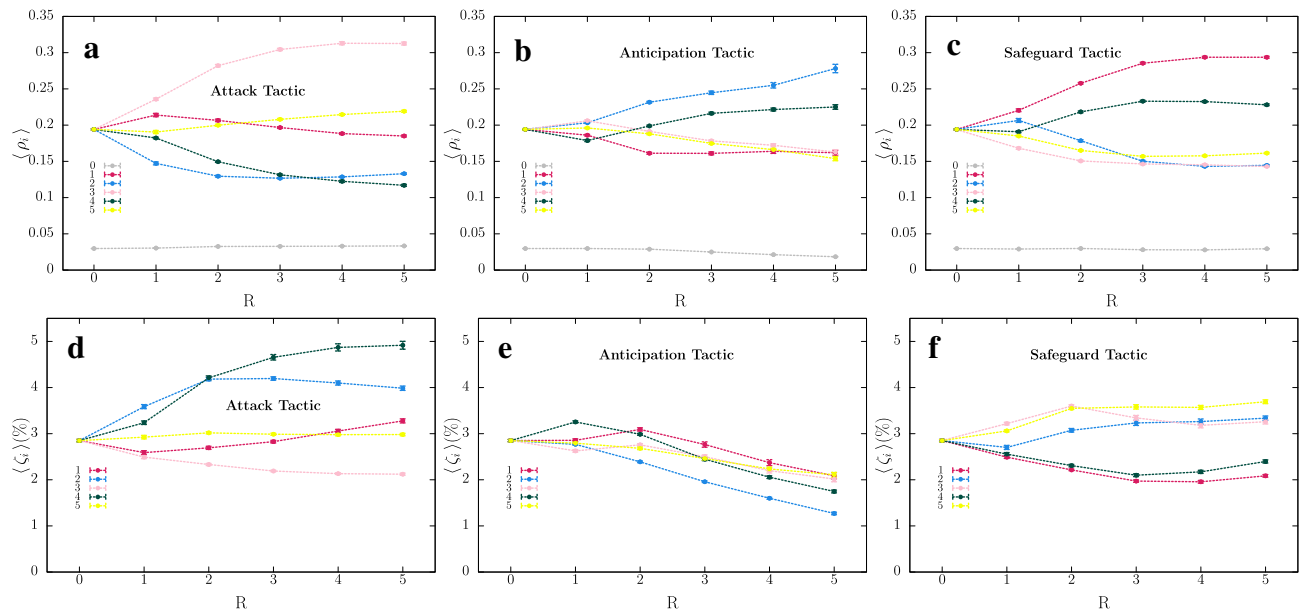 a
Attack Tactic
⟨ρᵢ⟩
0.35
0.3
0.25
0.2
0.15
0.1
0.05
0
0
1
2
3
4
5
0 1 2 3 4 5
R
b
Anticipation Tactic
⟨ρᵢ⟩
0.35
0.3
0.25
0.2
0.15
0.1
0.05
0
0
1
2
3
4
5
0 1 2 3 4 5
R
c
Safeguard Tactic
⟨ρᵢ⟩
0.35
0.3
0.25
0.2
0.15
0.1
0.05
0
0
1
2
3
4
5
0 1 2 3 4 5
R
d
Attack Tactic
⟨ζᵢ⟩(%)
5
4
3
2
1
0
1
2
3
4
5
0 1 2 3 4 5
R
e
Anticipation Tactic
⟨ζᵢ⟩(%)
5
4
3
2
1
0
1
2
3
4
5
0 1 2 3 4 5
R
f
Safeguard Tactic
⟨ζᵢ⟩(%)
5
4
3
2
1
0
1
2
3
4
5
0 1 2 3 4 5
R